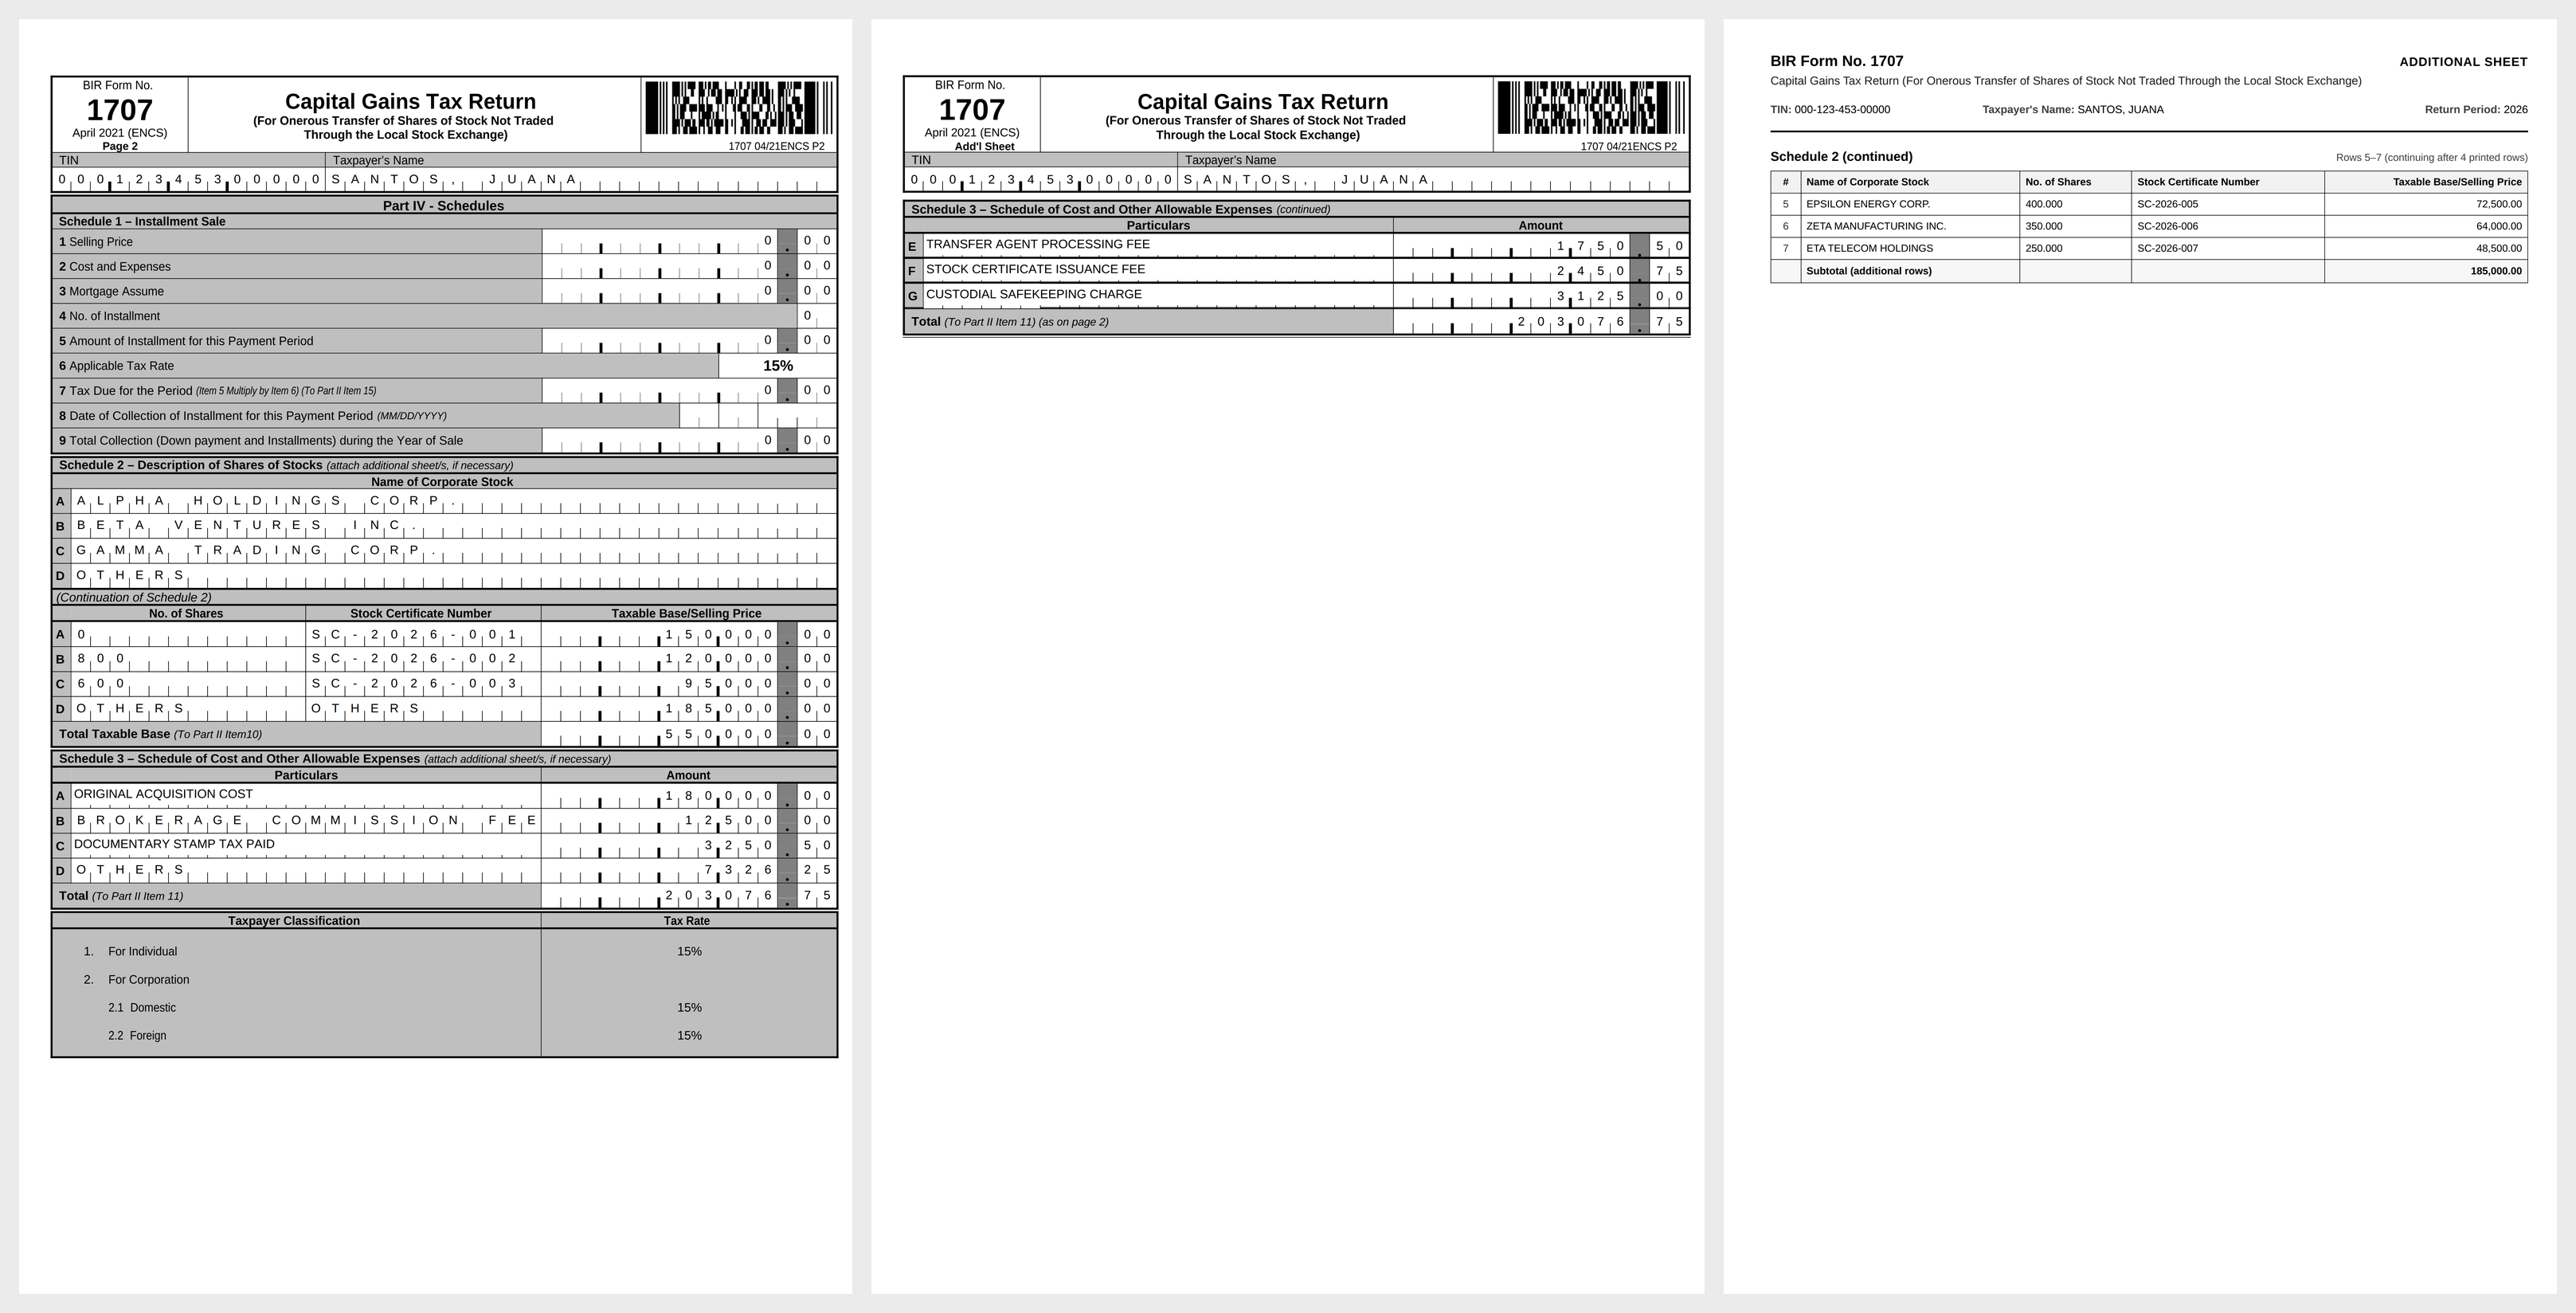 BIR Form No.
1707
April 2021 (ENCS)
Page 2
Capital Gains Tax Return
(For Onerous Transfer of Shares of Stock Not Traded
Through the Local Stock Exchange)
1707 04/21ENCS P2
TIN Taxpayer's Name
00012345300000 SANTOS, JUANA
Part IV - Schedules
Schedule 1 – Installment Sale
1 Selling Price 0.00
2 Cost and Expenses 0.00
3 Mortgage Assume 0.00
4 No. of Installment 0
5 Amount of Installment for this Payment Period 0.00
6 Applicable Tax Rate 15%
7 Tax Due for the Period (Item 5 Multiply by Item 6) (To Part II Item 15) 0.00
8 Date of Collection of Installment for this Payment Period (MM/DD/YYYY)
9 Total Collection (Down payment and Installments) during the Year of Sale 0.00
Schedule 2 – Description of Shares of Stocks (attach additional sheet/s, if necessary)
Name of Corporate Stock
A ALPHA HOLDINGS CORP.
B BETA VENTURES INC.
C GAMMA TRADING CORP.
D OTHERS
(Continuation of Schedule 2)
No. of Shares Stock Certificate Number Taxable Base/Selling Price
A 0 SC-2026-001 150000.00
B 800 SC-2026-002 120000.00
C 600 SC-2026-003 95000.00
D OTHERS OTHERS 185000.00
Total Taxable Base (To Part II Item10) 550000.00
Schedule 3 – Schedule of Cost and Other Allowable Expenses (attach additional sheet/s, if necessary)
Particulars Amount
A ORIGINAL ACQUISITION COST 180000.00
B BROKERAGE COMMISSION FEE 12500.00
C DOCUMENTARY STAMP TAX PAID 3250.50
D OTHERS 7326.25
Total (To Part II Item 11) 203076.75
Taxpayer Classification Tax Rate
1. For Individual 15%
2. For Corporation
2.1 Domestic 15%
2.2 Foreign 15%
BIR Form No.
1707
April 2021 (ENCS)
Add'l Sheet
Capital Gains Tax Return
(For Onerous Transfer of Shares of Stock Not Traded
Through the Local Stock Exchange)
1707 04/21ENCS P2
TIN Taxpayer's Name
00012345300000 SANTOS, JUANA
Schedule 3 – Schedule of Cost and Other Allowable Expenses (continued)
Particulars Amount
E TRANSFER AGENT PROCESSING FEE 1750.50
F STOCK CERTIFICATE ISSUANCE FEE 2450.75
G CUSTODIAL SAFEKEEPING CHARGE 3125.00
Total (To Part II Item 11) (as on page 2) 203076.75
BIR Form No. 1707 ADDITIONAL SHEET
Capital Gains Tax Return (For Onerous Transfer of Shares of Stock Not Traded Through the Local Stock Exchange)
TIN: 000-123-453-00000 Taxpayer's Name: SANTOS, JUANA Return Period: 2026
Schedule 2 (continued) Rows 5–7 (continuing after 4 printed rows)
# Name of Corporate Stock No. of Shares Stock Certificate Number Taxable Base/Selling Price
5 EPSILON ENERGY CORP. 400.000 SC-2026-005 72,500.00
6 ZETA MANUFACTURING INC. 350.000 SC-2026-006 64,000.00
7 ETA TELECOM HOLDINGS 250.000 SC-2026-007 48,500.00
Subtotal (additional rows) 185,000.00